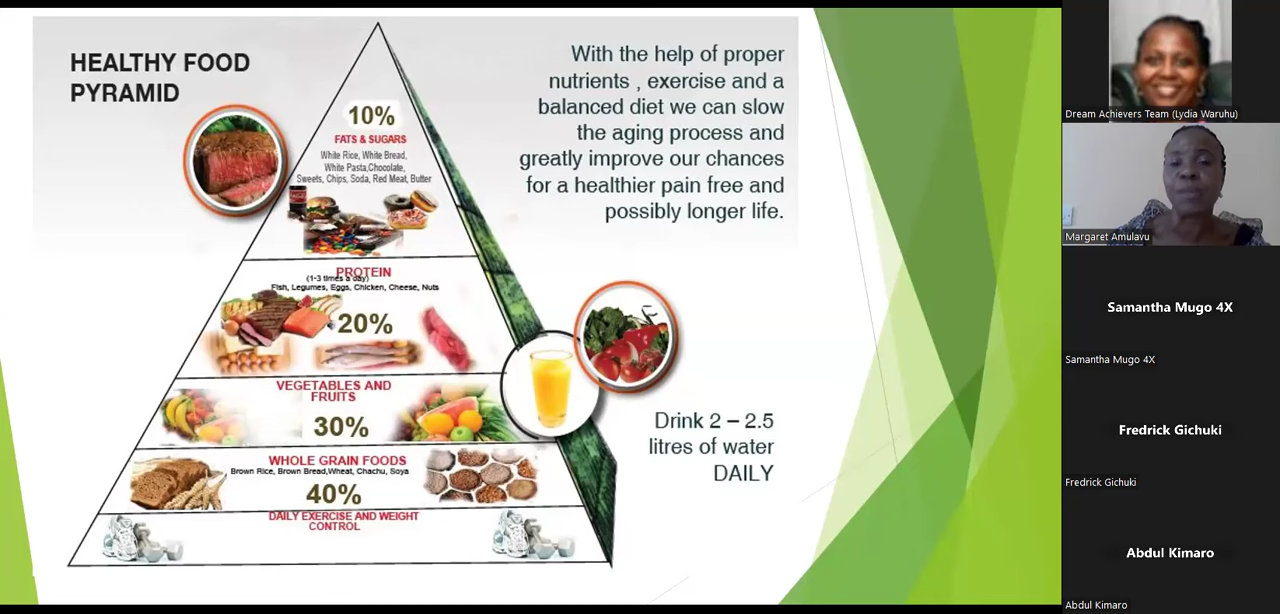 HEALTHY FOOD
PYRAMID
With the help of proper
nutrients , exercise and a
balanced diet we can slow
the aging process and
greatly improve our chances
for a healthier pain free and
possibly longer life.
10%
FATS & SUGARS
White Rice, White Bread,
White Pasta,Chocolate,
Sweets, Chips, Soda, Red Meat, Butter
PROTEIN
(1-3 times a day)
Fish, Legumes, Eggs, Chicken, Cheese, Nuts
20%
VEGETABLES AND
FRUITS
30%
Drink 2 – 2.5
litres of water
DAILY
WHOLE GRAIN FOODS
Brown Rice, Brown Bread,Wheat, Chachu, Soya
40%
DAILY EXERCISE AND WEIGHT
CONTROL
Dream Achievers Team (Lydia Waruhu)
Margaret Amulavu
Samantha Mugo 4X
Samantha Mugo 4X
Fredrick Gichuki
Fredrick Gichuki
Abdul Kimaro
Abdul Kimaro